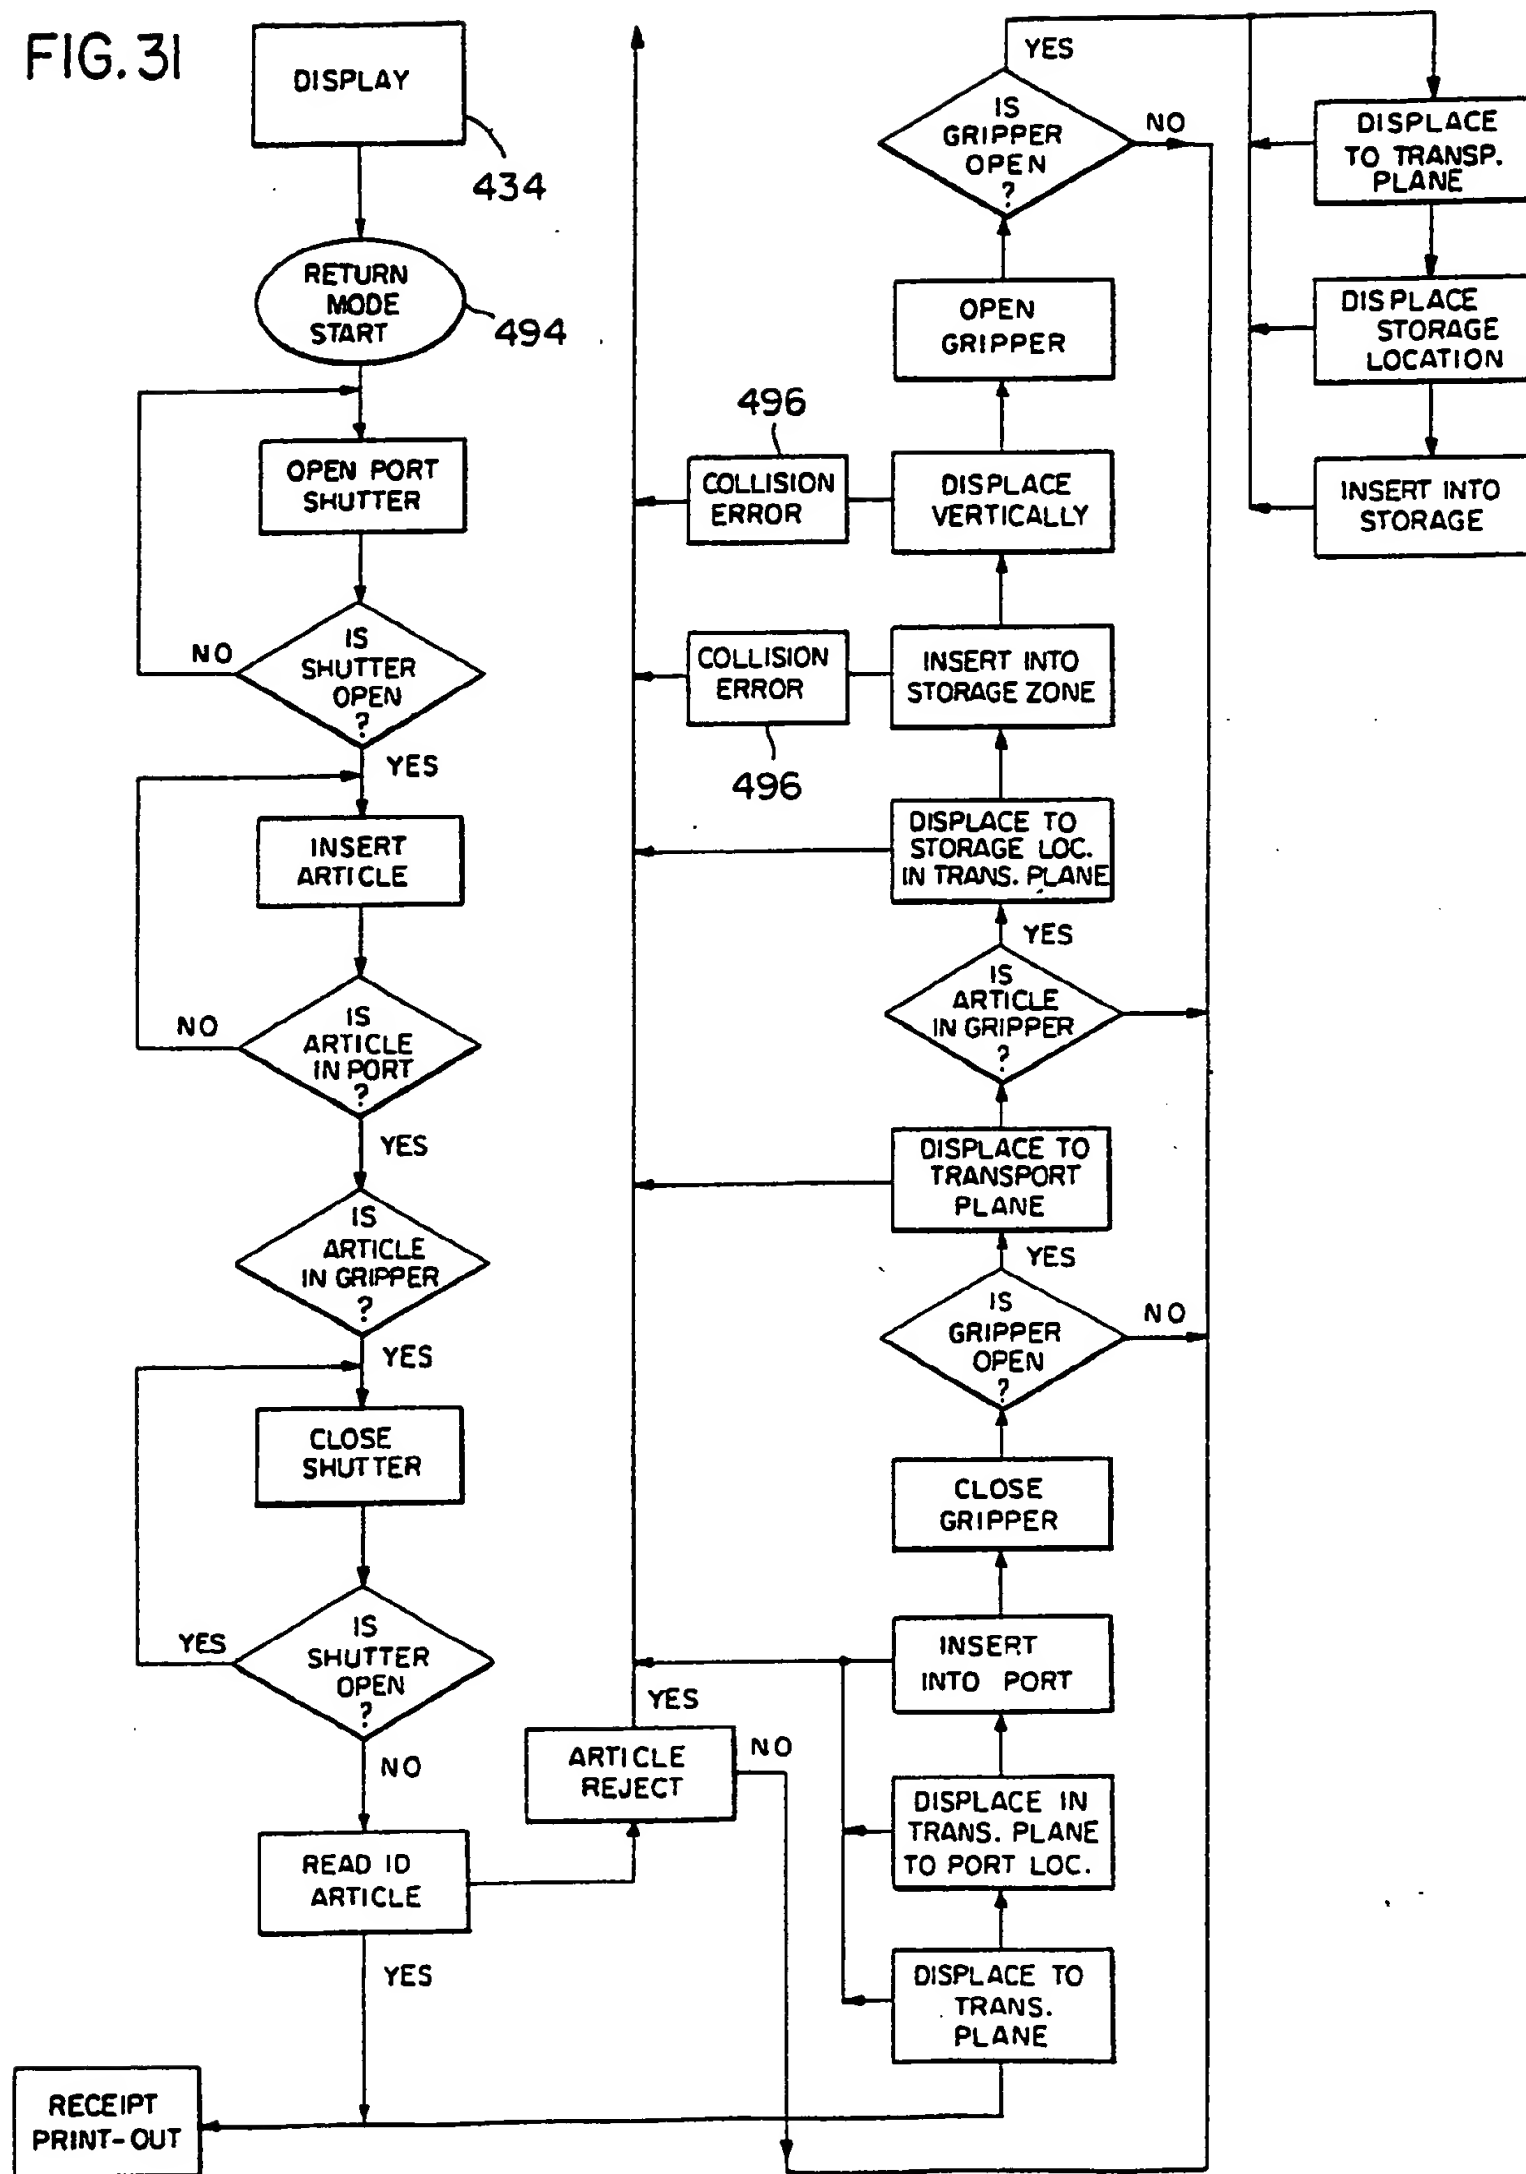 FIG. 31
DISPLAY
434
RETURN
MODE
START
494
OPEN PORT
SHUTTER
IS
SHUTTER
OPEN
?
NO
YES
INSERT
ARTICLE
IS
ARTICLE
IN PORT
?
NO
YES
IS
ARTICLE
IN GRIPPER
?
YES
CLOSE
SHUTTER
IS
SHUTTER
OPEN
?
YES
NO
READ ID
ARTICLE
YES
RECEIPT
PRINT-OUT
ARTICLE
REJECT
YES
NO
DISPLACE TO
TRANS.
PLANE
DISPLACE IN
TRANS. PLANE
TO PORT LOC.
INSERT
INTO PORT
CLOSE
GRIPPER
IS
GRIPPER
OPEN
?
NO
YES
DISPLACE TO
TRANSPORT
PLANE
IS
ARTICLE
IN GRIPPER
?
YES
DISPLACE TO
STORAGE LOC.
IN TRANS. PLANE
INSERT INTO
STORAGE ZONE
COLLISION
ERROR
496
DISPLACE
VERTICALLY
COLLISION
ERROR
496
OPEN
GRIPPER
IS
GRIPPER
OPEN
?
NO
YES
DISPLACE
TO TRANSP.
PLANE
DISPLACE
STORAGE
LOCATION
INSERT INTO
STORAGE